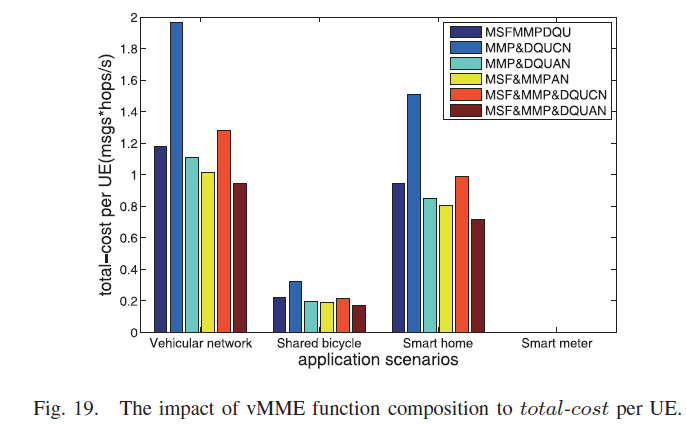 total-cost per UE(msgs*hops/s)
2
1.8
1.6
1.4
1.2
1
0.8
0.6
0.4
0.2
0
MSFMMPDQU
MMP&DQUCN
MMP&DQUAN
MSF&MMPAN
MSF&MMP&DQUCN
MSF&MMP&DQUAN
Vehicular network Shared bicycle Smart home Smart meter
application scenarios
Fig. 19. The impact of vMME function composition to total-cost per UE.